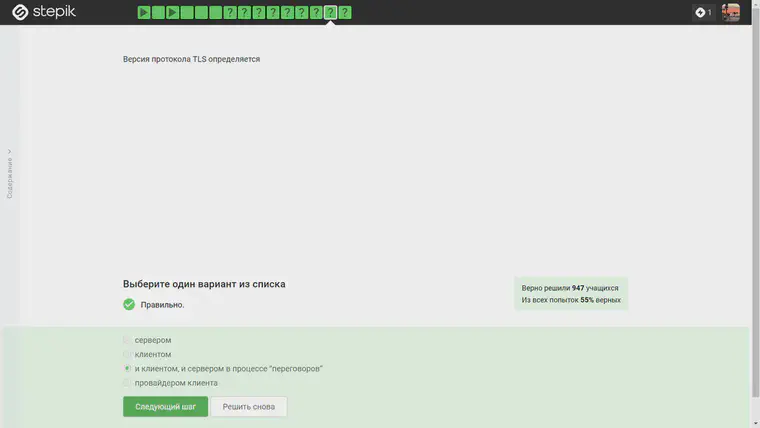 stepik
1
Версия протокола TLS определяется
Содержание
Выберите один вариант из списка
Правильно.
Верно решили 947 учащихся
Из всех попыток 55% верных
сервером
клиентом
и клиентом, и сервером в процессе "переговоров"
провайдером клиента
Следующий шаг
Решить снова